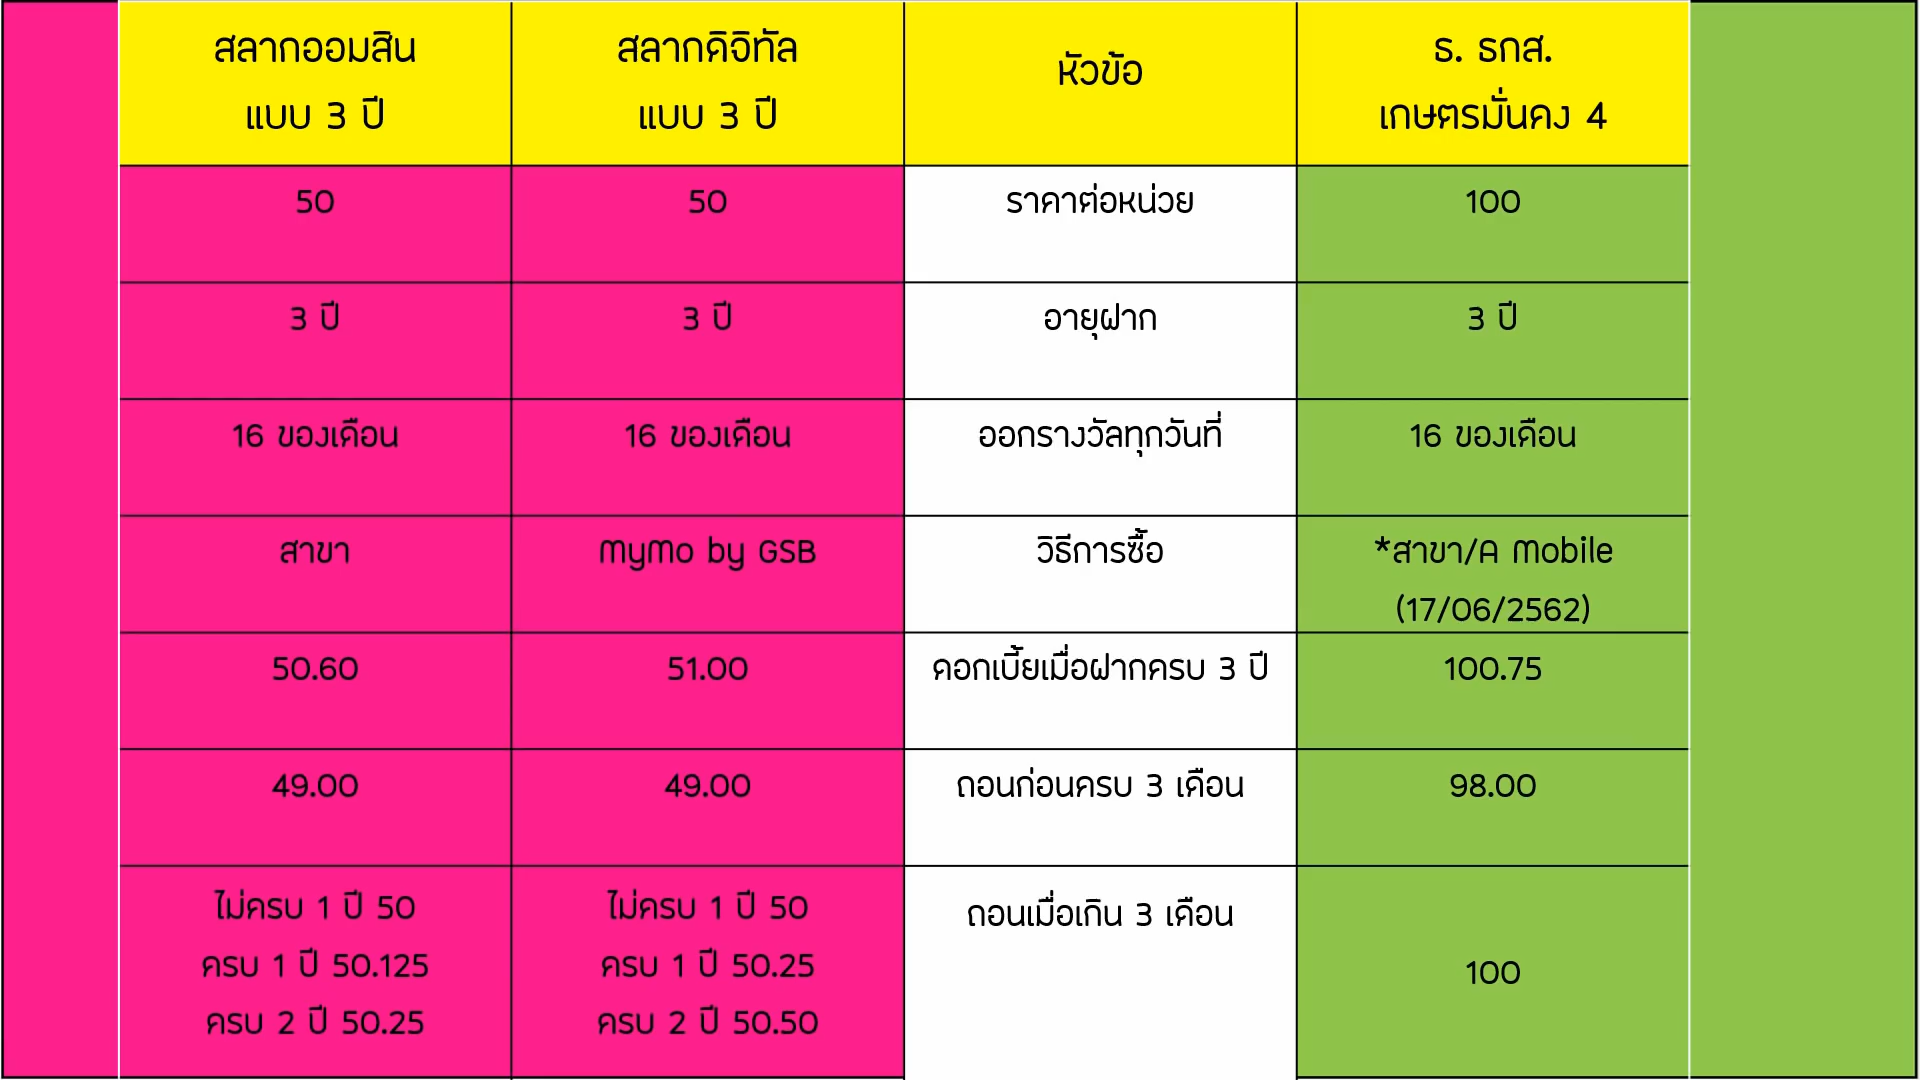 สลากออมสิน
แบบ 3 ปี
สลากดิจิทัล
แบบ 3 ปี
หัวข้อ
ธ. ธกส.
เกษตรมั่นคง 4
50
50
ราคาต่อหน่วย
100
3 ปี
3 ปี
อายุฝาก
3 ปี
16 ของเดือน
16 ของเดือน
ออกรางวัลทุกวันที่
16 ของเดือน
สาขา
MyMo by GSB
วิธีการซื้อ
*สาขา/A Mobile
(17/06/2562)
50.60
51.00
ดอกเบี้ยเมื่อฝากครบ 3 ปี
100.75
49.00
49.00
ถอนก่อนครบ 3 เดือน
98.00
ไม่ครบ 1 ปี 50
ครบ 1 ปี 50.125
ครบ 2 ปี 50.25
ไม่ครบ 1 ปี 50
ครบ 1 ปี 50.25
ครบ 2 ปี 50.50
ถอนเมื่อเกิน 3 เดือน
100